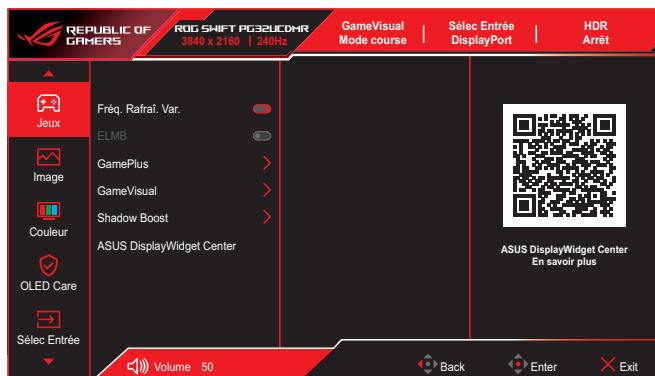 REPUBLIC OF
GAMERS
ROG SWIFT PG32UCDMR
3840 x 2160 | 240Hz
GameVisual
Mode course
Sélec Entrée
DisplayPort
HDR
Arrêt
Jeux
Image
Couleur
OLED Care
Sélec Entrée
Fréq. Rafraî. Var.
ELMB
GamePlus
GameVisual
Shadow Boost
ASUS DisplayWidget Center
ASUS DisplayWidget Center
En savoir plus
Volume 50
Back
Enter
Exit